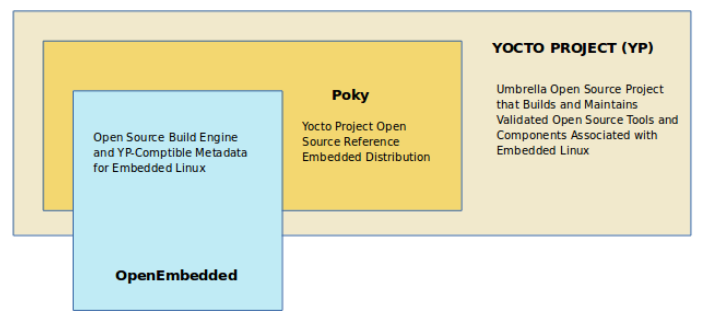 YOCTO PROJECT (YP)
Umbrella Open Source Project
that Builds and Maintains
Validated Open Source Tools and
Components Associated with
Embedded Linux
Poky
Yocto Project Open
Source Reference
Embedded Distribution
Open Source Build Engine
and YP-Comptible Metadata
for Embedded Linux
OpenEmbedded